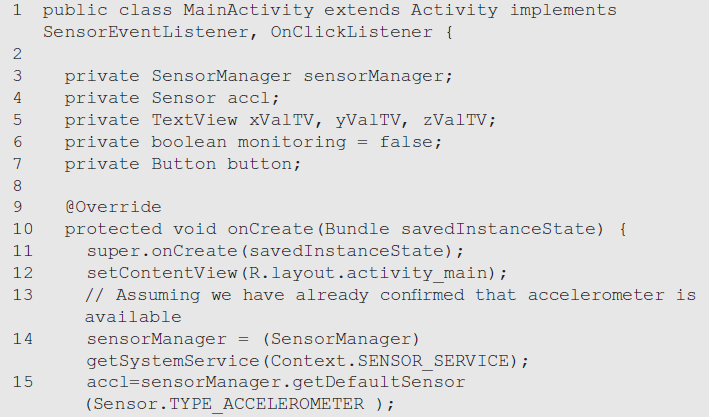 1 public class MainActivity extends Activity implements
SensorEventListener, OnClickListener {
2
3 private SensorManager sensorManager;
4 private Sensor accl;
5 private TextView xValTV, yValTV, zValTV;
6 private boolean monitoring = false;
7 private Button button;
8
9 @Override
10 protected void onCreate(Bundle savedInstanceState) {
11 super.onCreate(savedInstanceState);
12 setContentView(R.layout.activity_main);
13 // Assuming we have already confirmed that accelerometer is
available
14 sensorManager = (SensorManager)
getSystemService(Context.SENSOR_SERVICE);
15 accl=sensorManager.getDefaultSensor
(Sensor.TYPE_ACCELEROMETER );